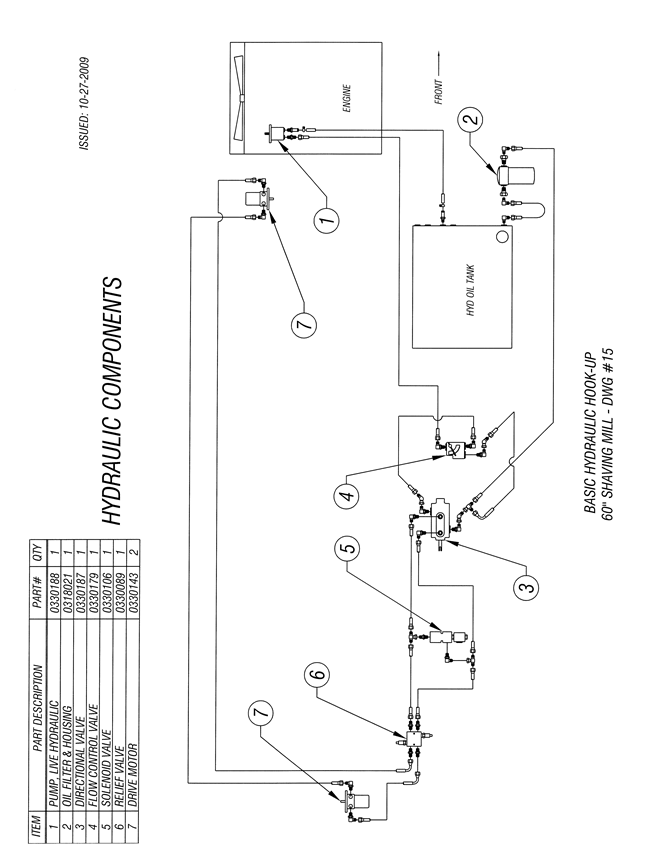 ITEM PART DESCRIPTION PART# QTY
1 PUMP, LIVE HYDRAULIC 0330188 1
2 OIL FILTER & HOUSING 0318021 1
3 DIRECTIONAL VALVE 0330187 1
4 FLOW CONTROL VALVE 0330179 1
5 SOLENOID VALVE 0330106 1
6 RELIEF VALVE 0330089 1
7 DRIVE MOTOR 0330143 2
HYDRAULIC COMPONENTS
ISSUED: 10-27-2009
ENGINE
FRONT
HYD OIL TANK
1
2
3
4
5
6
7
7
BASIC HYDRAULIC HOOK-UP
60" SHAVING MILL - DWG #15